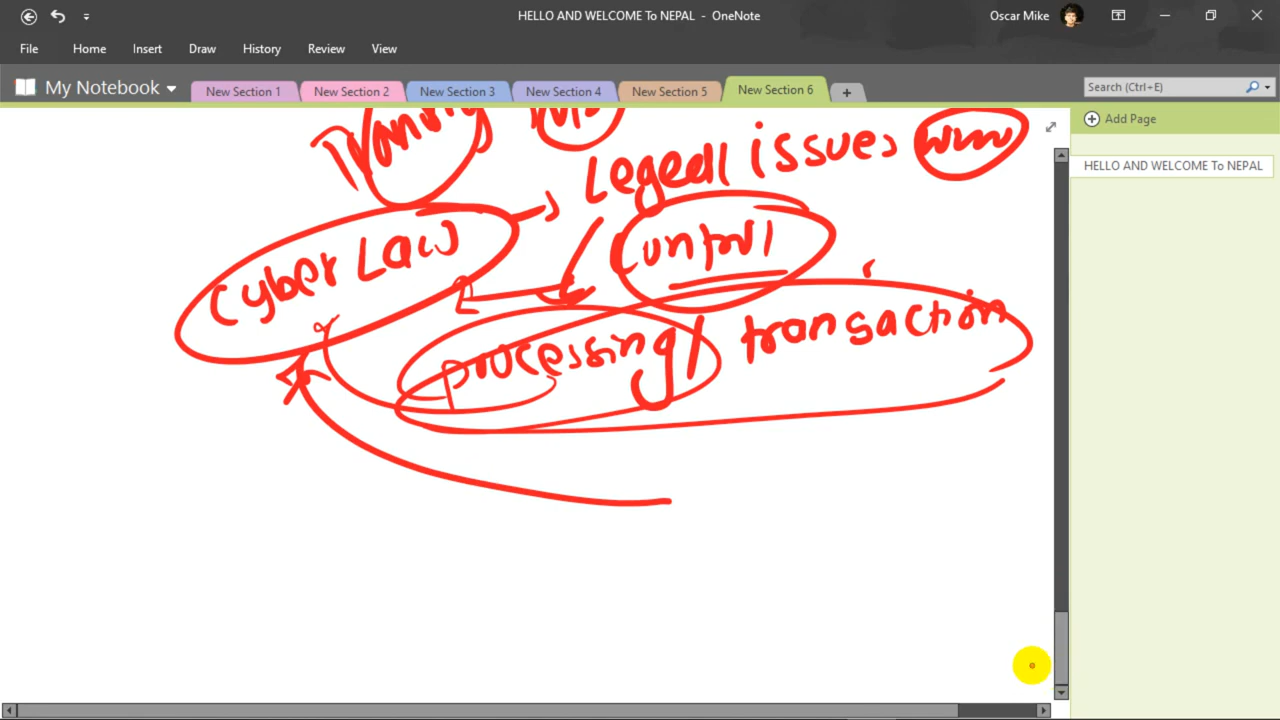 HELLO AND WELCOME To NEPAL - OneNote
Oscar Mike
File Home Insert Draw History Review View
My Notebook New Section 1 New Section 2 New Section 3 New Section 4 New Section 5 New Section 6
Search (Ctrl+E)
Add Page
HELLO AND WELCOME To NEPAL
Legeal issues www
Cyber Law
control
processing/ transaction